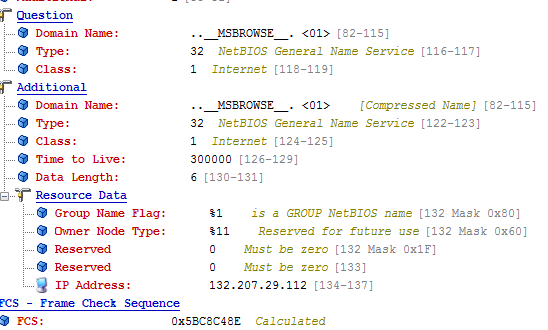 Question
Domain Name: ..__MSBROWSE__. <01> [82-115]
Type: 32 NetBIOS General Name Service [116-117]
Class: 1 Internet [118-119]
Additional
Domain Name: ..__MSBROWSE__. <01> [Compressed Name] [82-115]
Type: 32 NetBIOS General Name Service [122-123]
Class: 1 Internet [124-125]
Time to Live: 300000 [126-129]
Data Length: 6 [130-131]
Resource Data
Group Name Flag: %1 is a GROUP NetBIOS name [132 Mask 0x80]
Owner Node Type: %11 Reserved for future use [132 Mask 0x60]
Reserved 0 Must be zero [132 Mask 0x1F]
Reserved 0 Must be zero [133]
IP Address: 132.207.29.112 [134-137]
FCS - Frame Check Sequence
FCS: 0x5BC8C48E Calculated